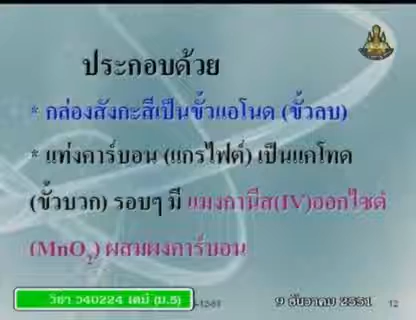 ประกอบด้วย
* กล่องสังกะสีเป็นขั้วแอโนด (ขั้วลบ)
* แท่งคาร์บอน (แกรไฟต์) เป็นแคโทด
(ขั้วบวก) รอบๆ มี แมงกานีส(IV)ออกไซด์
(MnO2) ผสมผงคาร์บอน
วิชา ว40224 เคมี (ม.5)
9 ธันวาคม 2551
12